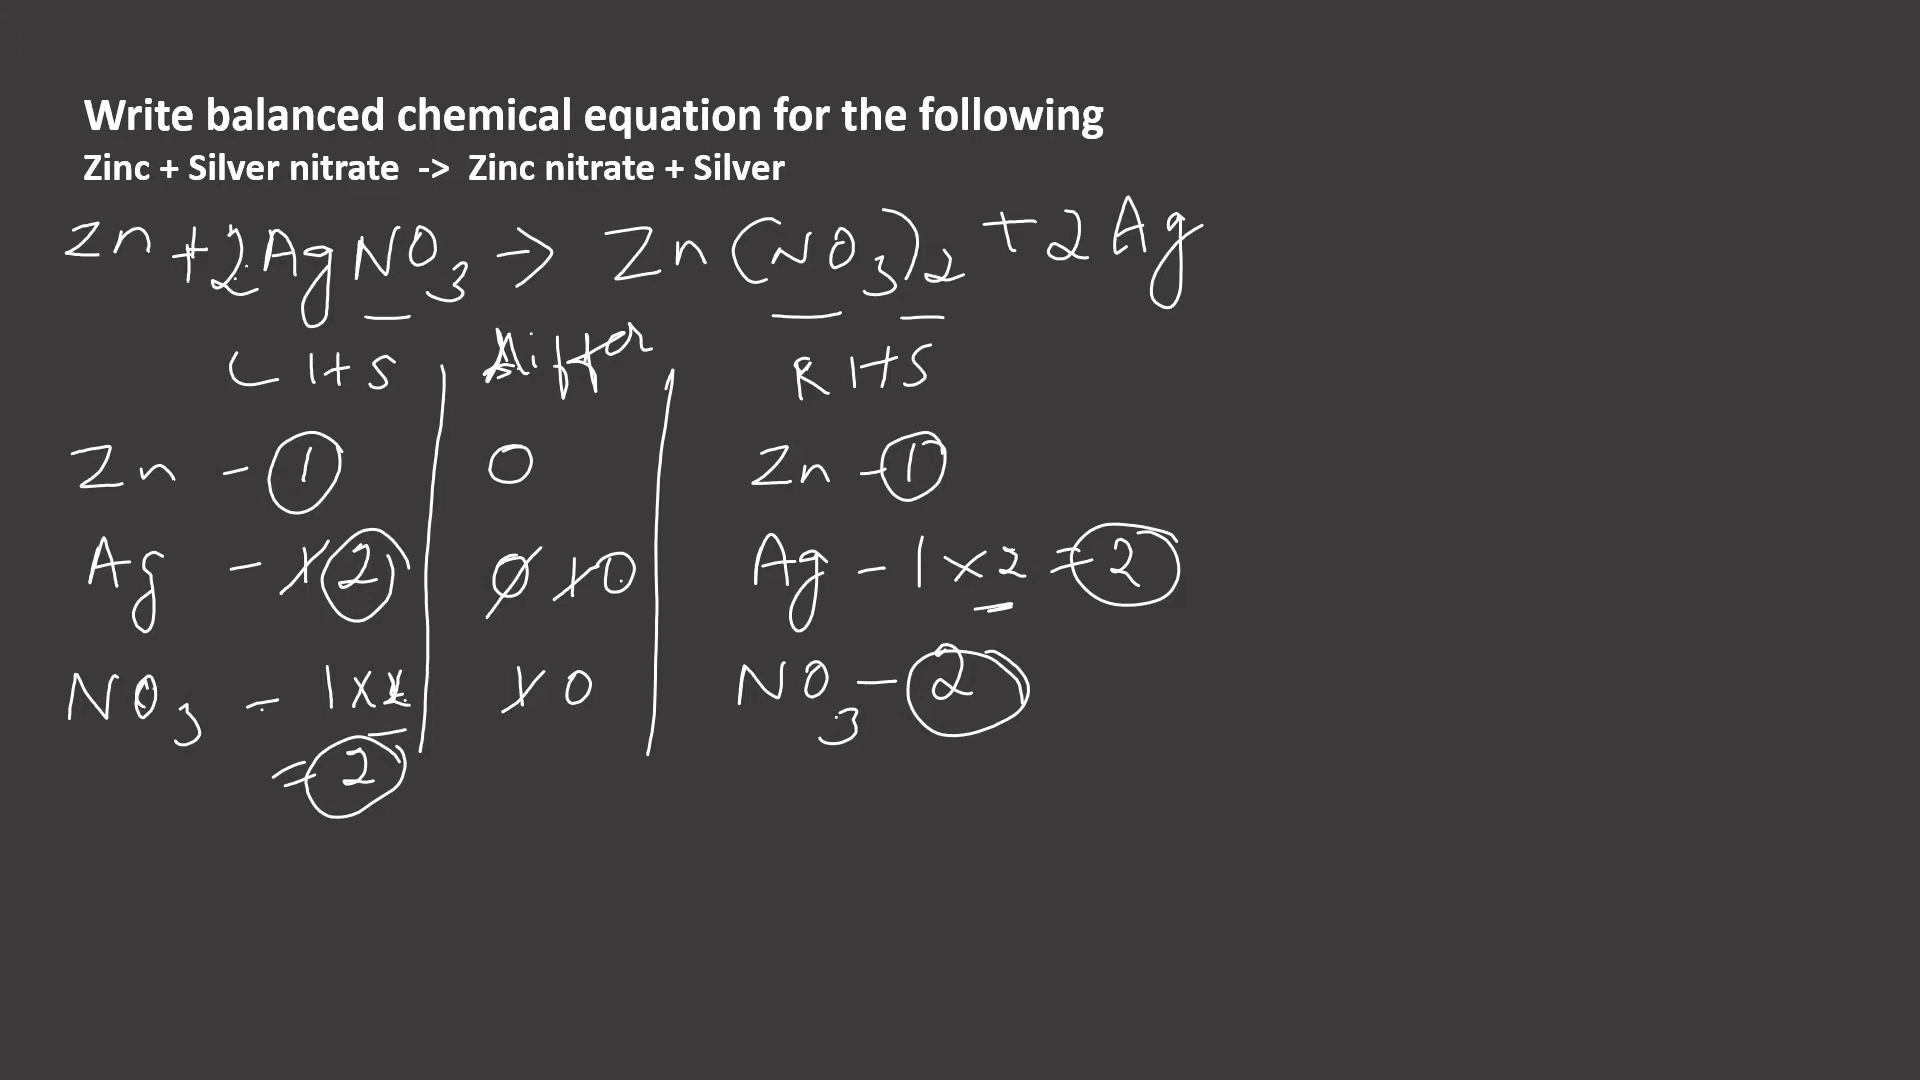 Write balanced chemical equation for the following
Zinc + Silver nitrate -> Zinc nitrate + Silver
Zn + 2AgNO3 → Zn(NO3)2 + 2Ag
LHS differ RHS
Zn - 1 0 Zn - 1
Ag - 1 2 0 1 0 Ag - 1 x 2 = 2
NO3 - 1 x 2 1 0 NO3 - 2
= 2